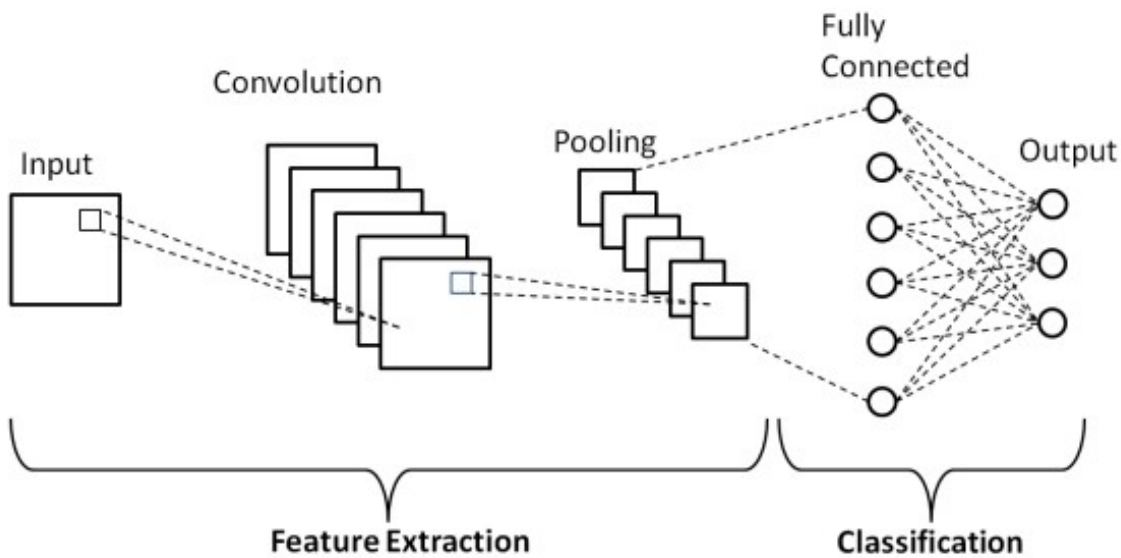 Input
Convolution
Pooling
Fully
Connected
Output
Feature Extraction
Classification